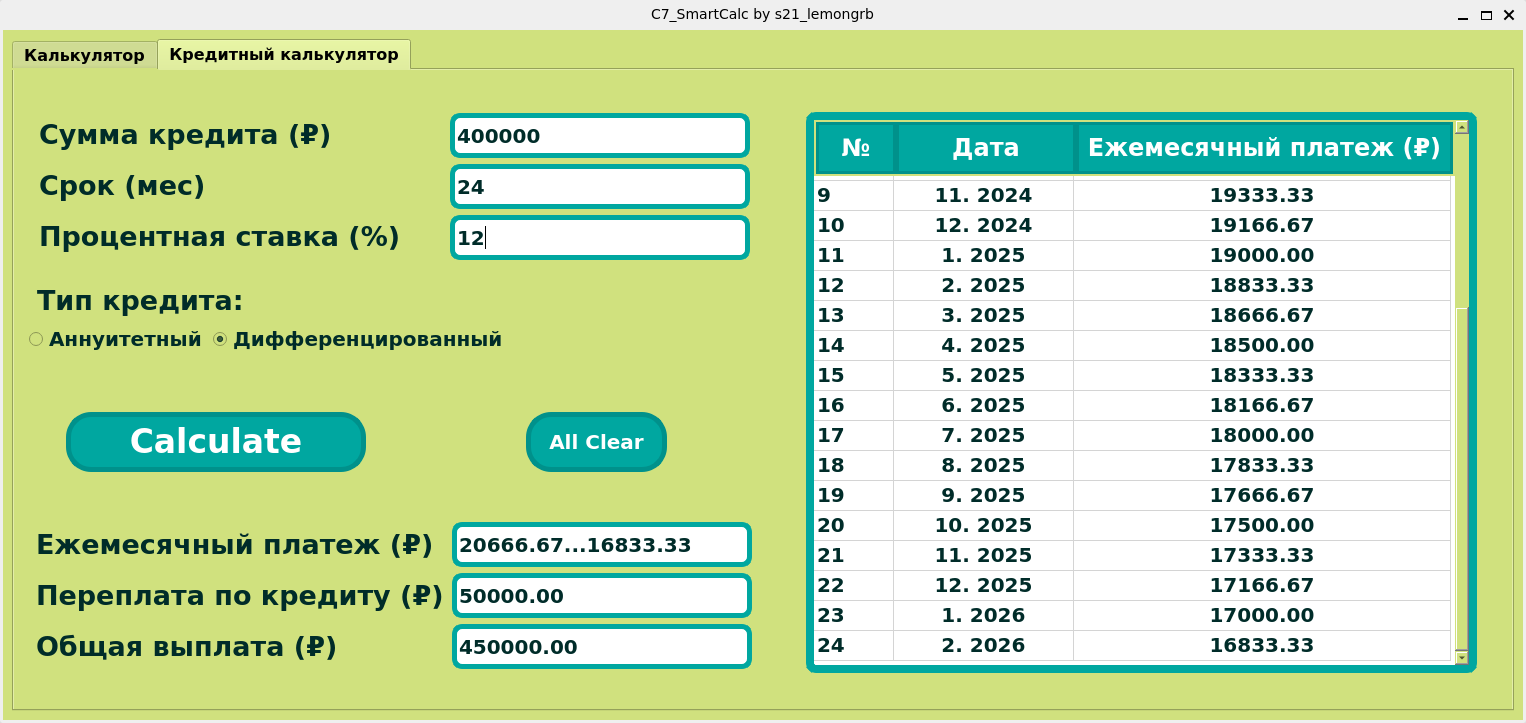 C7_SmartCalc by s21_lemongrb
Калькулятор Кредитный калькулятор
Сумма кредита (₽) 400000
Срок (мес) 24
Процентная ставка (%) 12
Тип кредита:
Аннуитетный Дифференцированный
Calculate All Clear
Ежемесячный платеж (₽) 20666.67...16833.33
Переплата по кредиту (₽) 50000.00
Общая выплата (₽) 450000.00
№ Дата Ежемесячный платеж (₽)
9 11. 2024 19333.33
10 12. 2024 19166.67
11 1. 2025 19000.00
12 2. 2025 18833.33
13 3. 2025 18666.67
14 4. 2025 18500.00
15 5. 2025 18333.33
16 6. 2025 18166.67
17 7. 2025 18000.00
18 8. 2025 17833.33
19 9. 2025 17666.67
20 10. 2025 17500.00
21 11. 2025 17333.33
22 12. 2025 17166.67
23 1. 2026 17000.00
24 2. 2026 16833.33